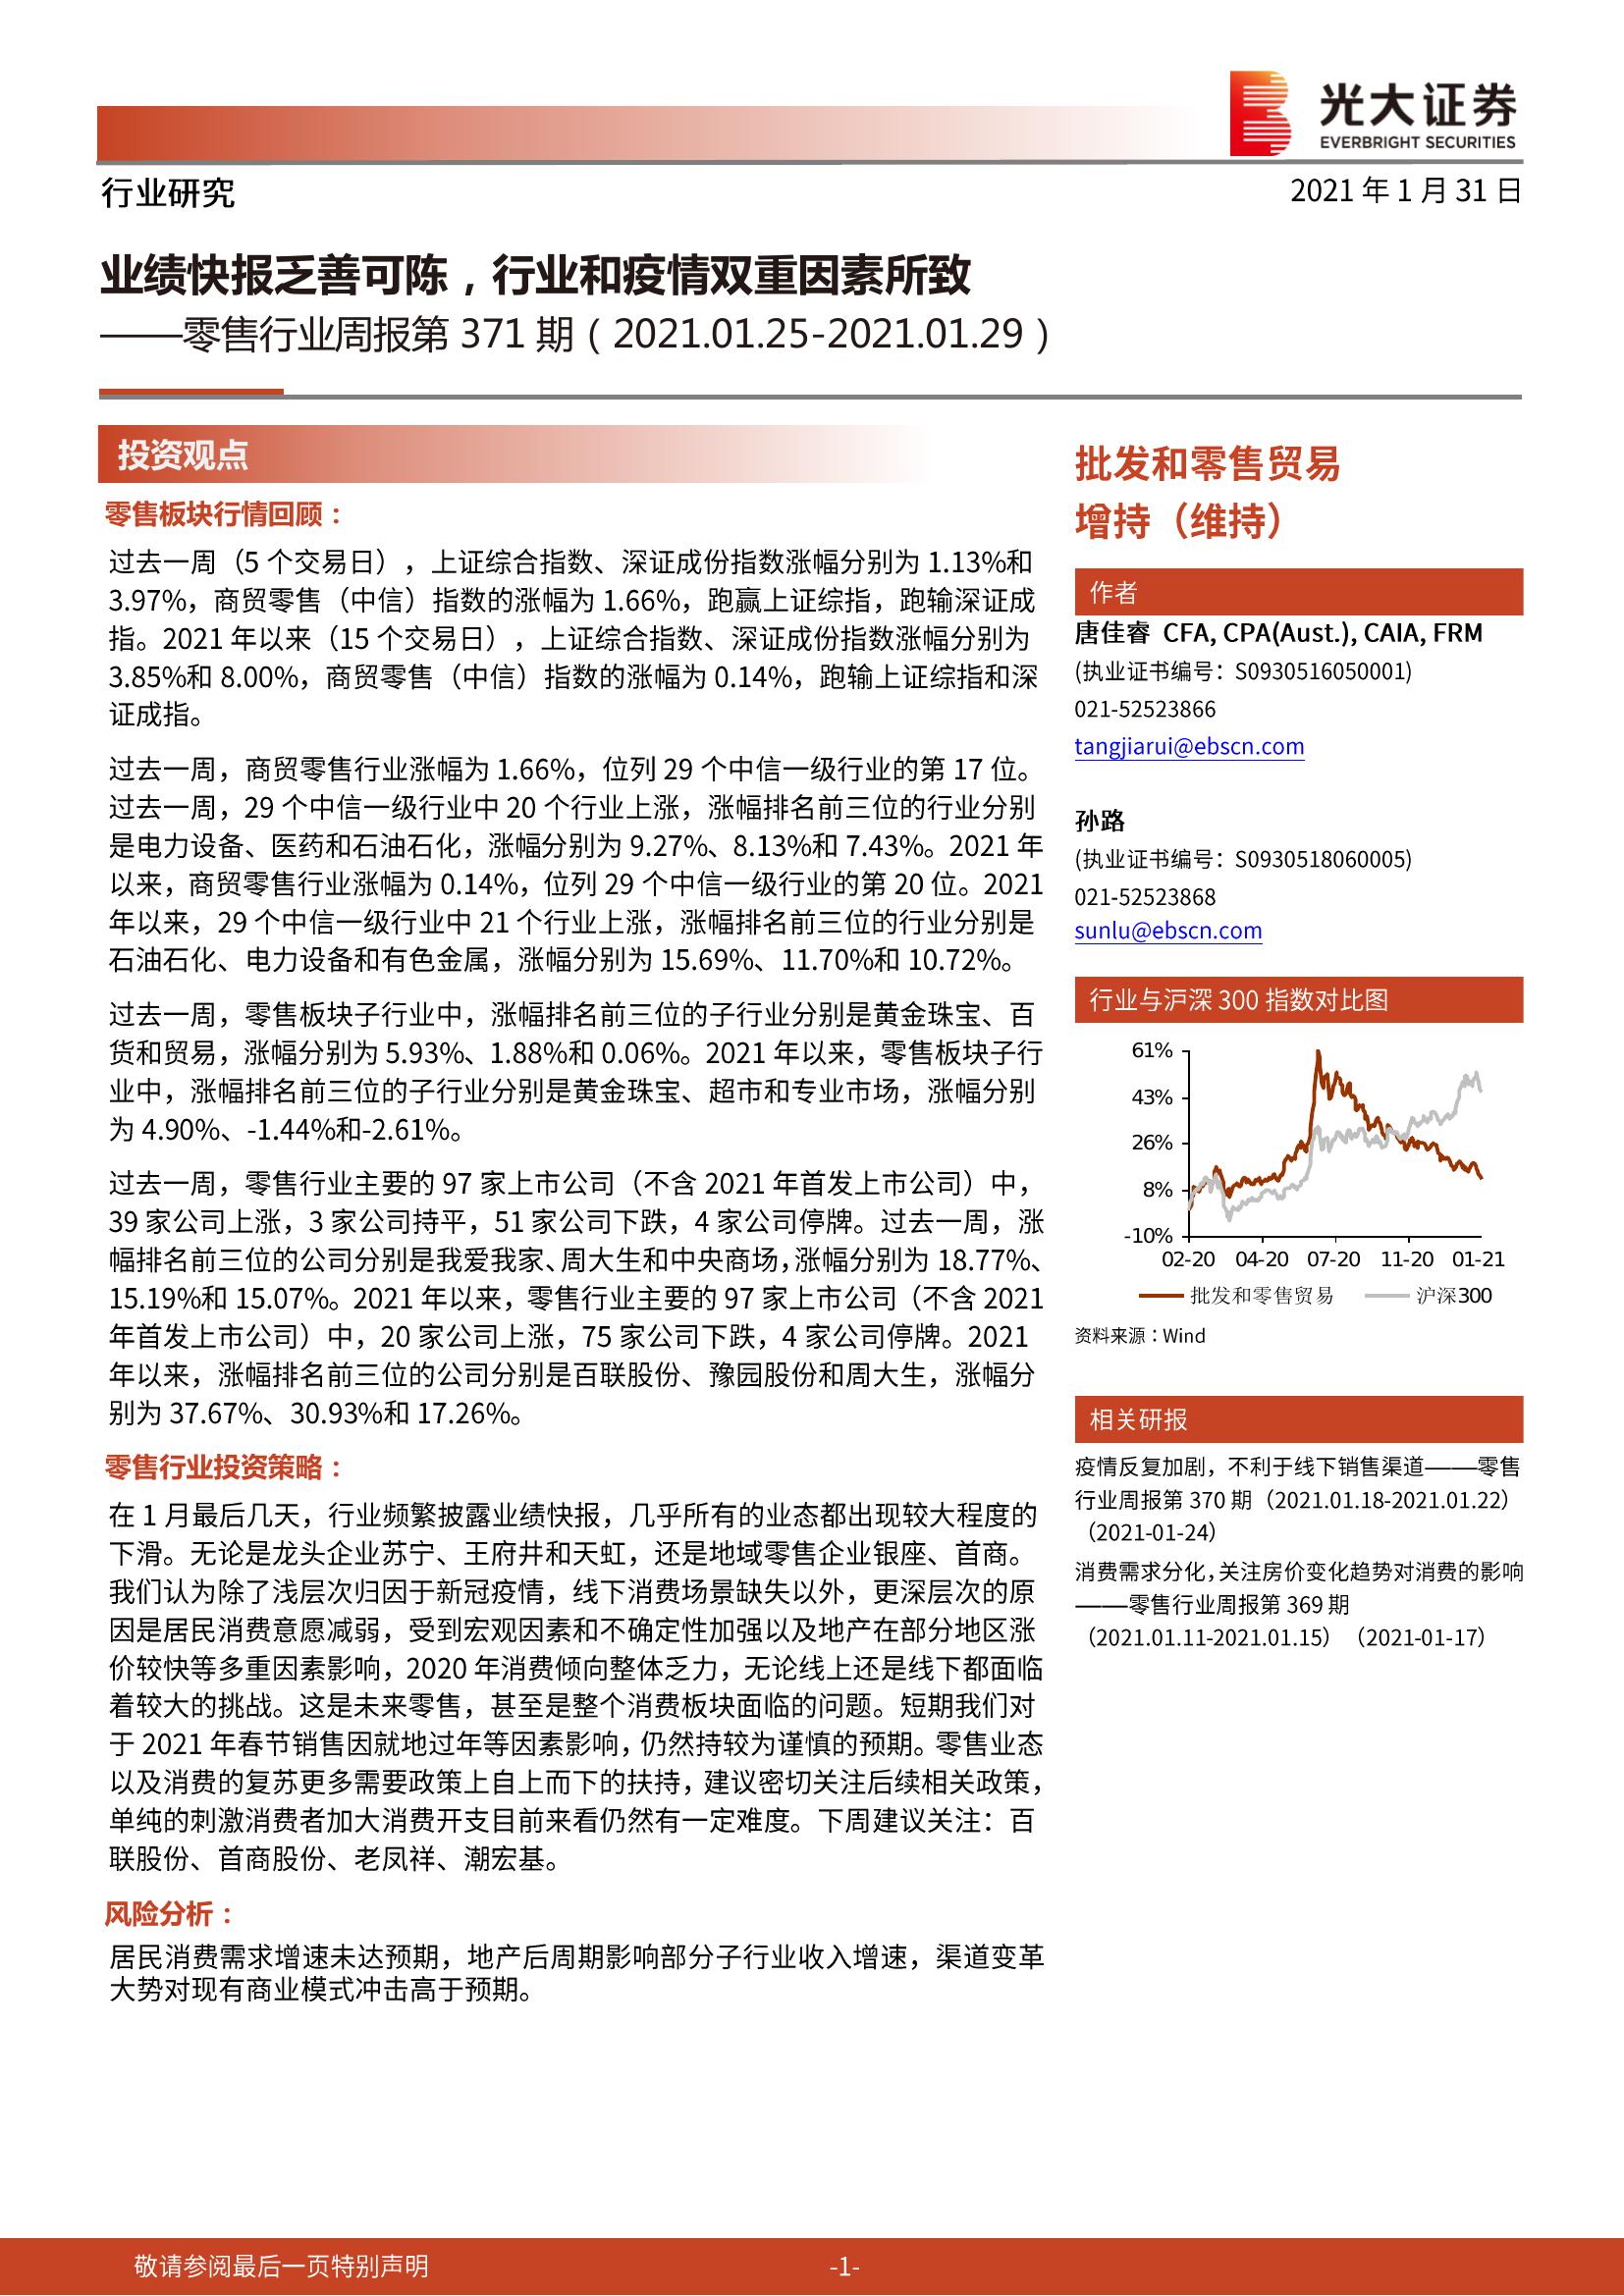 光大证券
EVERBRIGHT SECURITIES
行业研究
2021 年 1 月 31 日
业绩快报乏善可陈，行业和疫情双重因素所致
——零售行业周报第 371 期（2021.01.25-2021.01.29）
投资观点
零售板块行情回顾：
过去一周（5 个交易日），上证综合指数、深证成份指数涨幅分别为 1.13%和
3.97%，商贸零售（中信）指数的涨幅为 1.66%，跑赢上证综指，跑输深证成
指。2021 年以来（15 个交易日），上证综合指数、深证成份指数涨幅分别为
3.85%和 8.00%，商贸零售（中信）指数的涨幅为 0.14%，跑输上证综指和深
证成指。
过去一周，商贸零售行业涨幅为 1.66%，位列 29 个中信一级行业的第 17 位。
过去一周，29 个中信一级行业中 20 个行业上涨，涨幅排名前三位的行业分别
是电力设备、医药和石油石化，涨幅分别为 9.27%、8.13%和 7.43%。2021 年
以来，商贸零售行业涨幅为 0.14%，位列 29 个中信一级行业的第 20 位。2021
年以来，29 个中信一级行业中 21 个行业上涨，涨幅排名前三位的行业分别是
石油石化、电力设备和有色金属，涨幅分别为 15.69%、11.70%和 10.72%。
过去一周，零售板块子行业中，涨幅排名前三位的子行业分别是黄金珠宝、百
货和贸易，涨幅分别为 5.93%、1.88%和 0.06%。2021 年以来，零售板块子行
业中，涨幅排名前三位的子行业分别是黄金珠宝、超市和专业市场，涨幅分别
为 4.90%、-1.44%和-2.61%。
过去一周，零售行业主要的 97 家上市公司（不含 2021 年首发上市公司）中，
39 家公司上涨，3 家公司持平，51 家公司下跌，4 家公司停牌。过去一周，涨
幅排名前三位的公司分别是我爱我家、周大生和中央商场，涨幅分别为 18.77%、
15.19%和 15.07%。2021 年以来，零售行业主要的 97 家上市公司（不含 2021
年首发上市公司）中，20 家公司上涨，75 家公司下跌，4 家公司停牌。2021
年以来，涨幅排名前三位的公司分别是百联股份、豫园股份和周大生，涨幅分
别为 37.67%、30.93%和 17.26%。
零售行业投资策略：
在 1 月最后几天，行业频繁披露业绩快报，几乎所有的业态都出现较大程度的
下滑。无论是龙头企业苏宁、王府井和天虹，还是地域零售企业银座、首商。
我们认为除了浅层次归因于新冠疫情，线下消费场景缺失以外，更深层次的原
因是居民消费意愿减弱，受到宏观因素和不确定性加强以及地产在部分地区涨
价较快等多重因素影响，2020 年消费倾向整体乏力，无论线上还是线下都面临
着较大的挑战。这是未来零售，甚至是整个消费板块面临的问题。短期我们对
于 2021 年春节销售因就地过年等因素影响，仍然持较为谨慎的预期。零售业态
以及消费的复苏更多需要政策上自上而下的扶持，建议密切关注后续相关政策，
单纯的刺激消费者加大消费开支目前来看仍然有一定难度。下周建议关注：百
联股份、首商股份、老凤祥、潮宏基。
风险分析：
居民消费需求增速未达预期，地产后周期影响部分子行业收入增速，渠道变革
大势对现有商业模式冲击高于预期。
批发和零售贸易
增持（维持）
作者
唐佳睿 CFA, CPA(Aust.), CAIA, FRM
(执业证书编号：S0930516050001)
021-52523866
tangjiarui@ebscn.com
孙路
(执业证书编号：S0930518060005)
021-52523868
sunlu@ebscn.com
行业与沪深 300 指数对比图
61%
43%
26%
8%
-10%
02-20 04-20 07-20 11-20 01-21
批发和零售贸易 沪深300
资料来源：Wind
相关研报
疫情反复加剧，不利于线下销售渠道——零售
行业周报第 370 期（2021.01.18-2021.01.22）
（2021-01-24）
消费需求分化，关注房价变化趋势对消费的影响
——零售行业周报第 369 期
（2021.01.11-2021.01.15）（2021-01-17）
敬请参阅最后一页特别声明
-1-